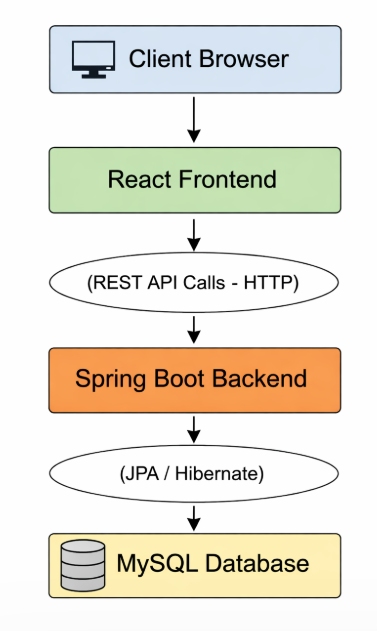 Client Browser
React Frontend
(REST API Calls - HTTP)
Spring Boot Backend
(JPA / Hibernate)
MySQL Database